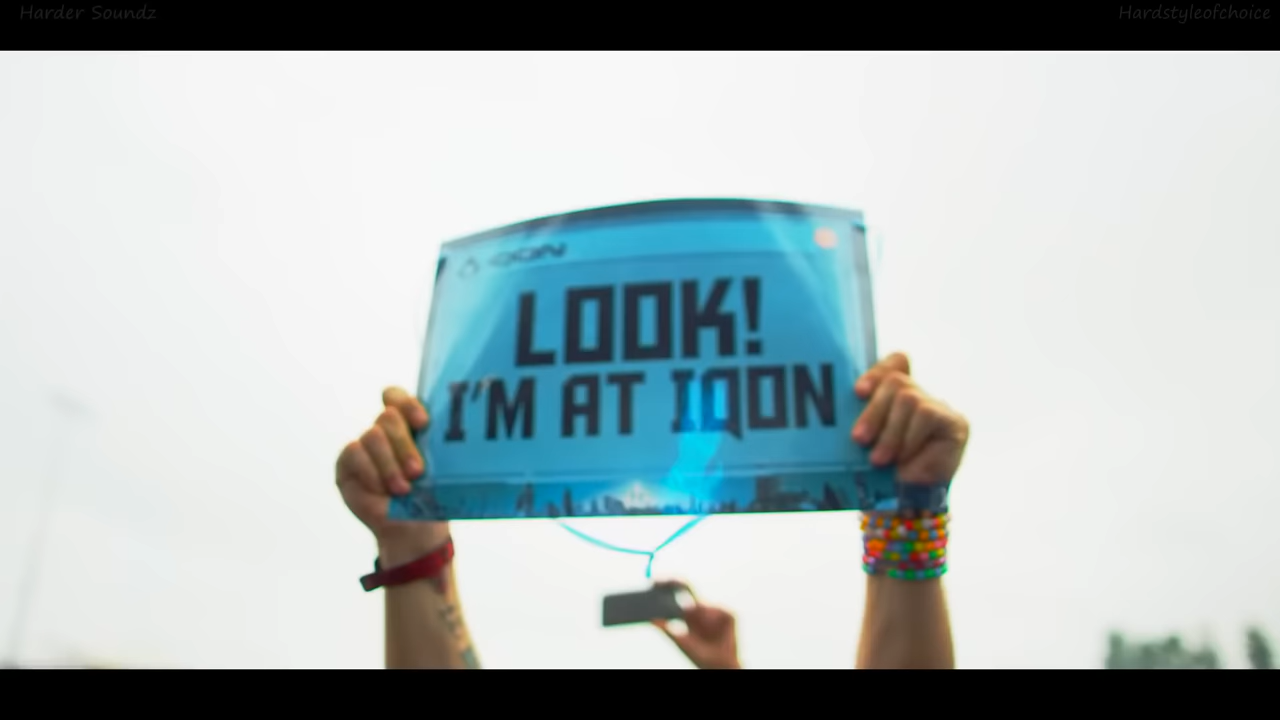 Harder Soundz
Hardstyleofchoice
IQON
LOOK!
I'M AT IQON